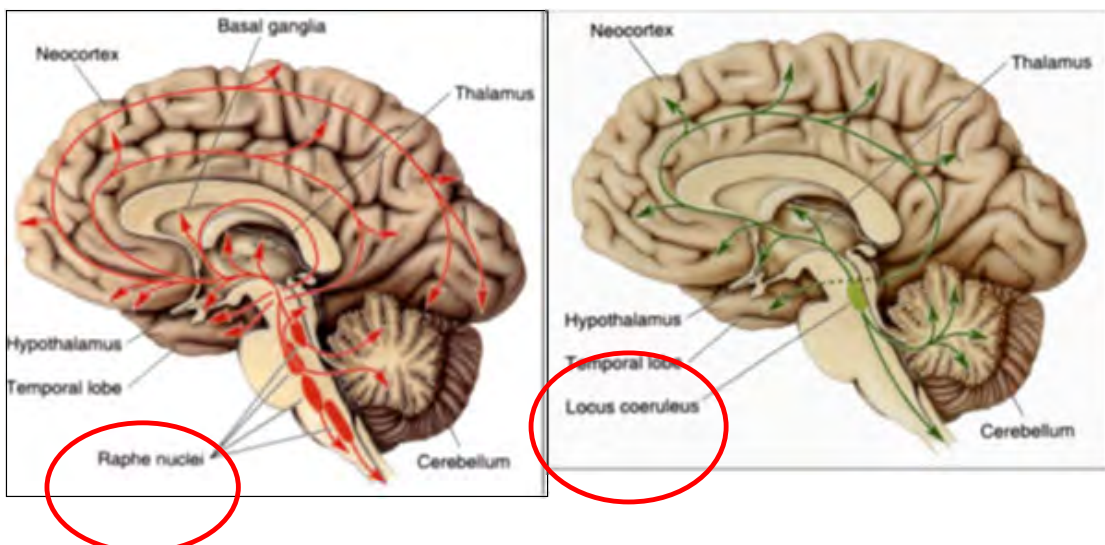 Basal ganglia
Neocortex
Thalamus
Hypothalamus
Temporal lobe
Raphe nuclei
Cerebellum
Neocortex
Thalamus
Hypothalamus
Temporal lobe
Locus coeruleus
Cerebellum